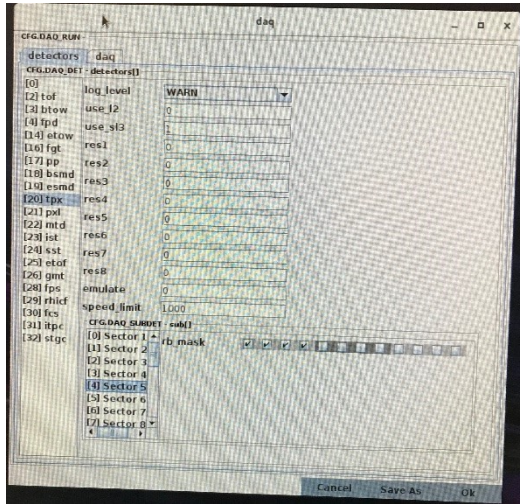 daq
CFG.DAQ_RUN
detectors daq
CFG.DAQ_DET - detectors[]
[0]
[2] tof
[3] btow
[4] fpd
[14] etow
[16] fgt
[17] pp
[18] bsmd
[19] esmd
[20] tpx
[21] pxl
[22] mtd
[23] ist
[24] sst
[25] etof
[26] gmt
[28] fps
[29] rhicf
[30] fcs
[31] itpc
[32] stgc
log_level WARN
use_l2 0
use_sl3 1
res1 0
res2 0
res3 0
res4 0
res5 0
res6 0
res7 0
res8 0
emulate 0
speed_limit 1000
CFG.DAQ_SUBDET - sub[]
[0] Sector 1
[1] Sector 2
[2] Sector 3
[3] Sector 4
[4] Sector 5
[5] Sector 6
[6] Sector 7
[7] Sector 8
rb_mask
Cancel Save As Ok